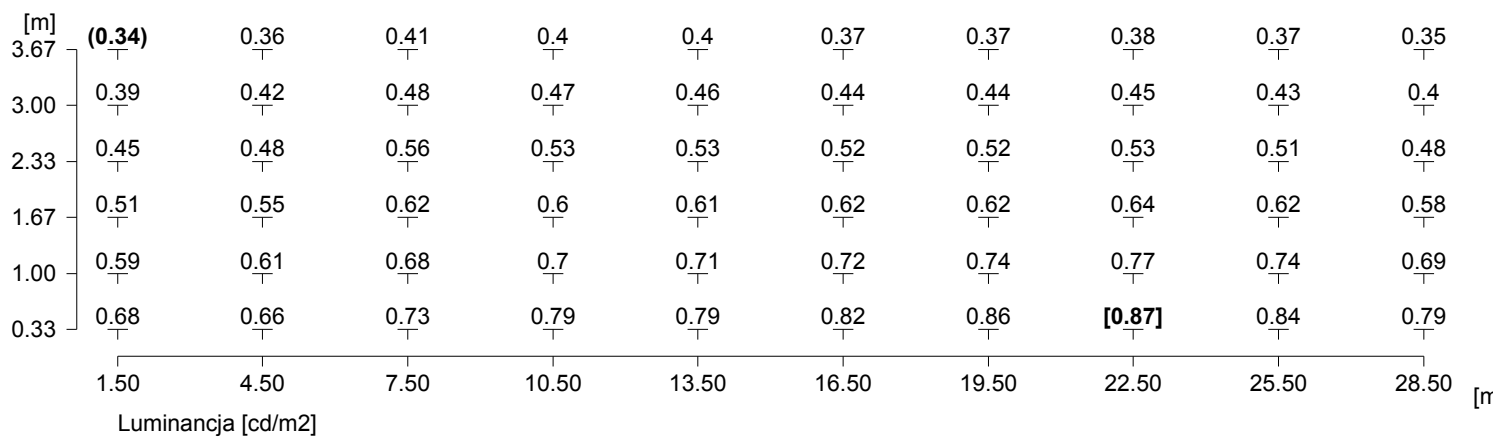 [m]
3.67 (0.34) 0.36 0.41 0.4 0.4 0.37 0.37 0.38 0.37 0.35
3.00 0.39 0.42 0.48 0.47 0.46 0.44 0.44 0.45 0.43 0.4
2.33 0.45 0.48 0.56 0.53 0.53 0.52 0.52 0.53 0.51 0.48
1.67 0.51 0.55 0.62 0.6 0.61 0.62 0.62 0.64 0.62 0.58
1.00 0.59 0.61 0.68 0.7 0.71 0.72 0.74 0.77 0.74 0.69
0.33 0.68 0.66 0.73 0.79 0.79 0.82 0.86 [0.87] 0.84 0.79
1.50 4.50 7.50 10.50 13.50 16.50 19.50 22.50 25.50 28.50 [m
Luminancja [cd/m2]